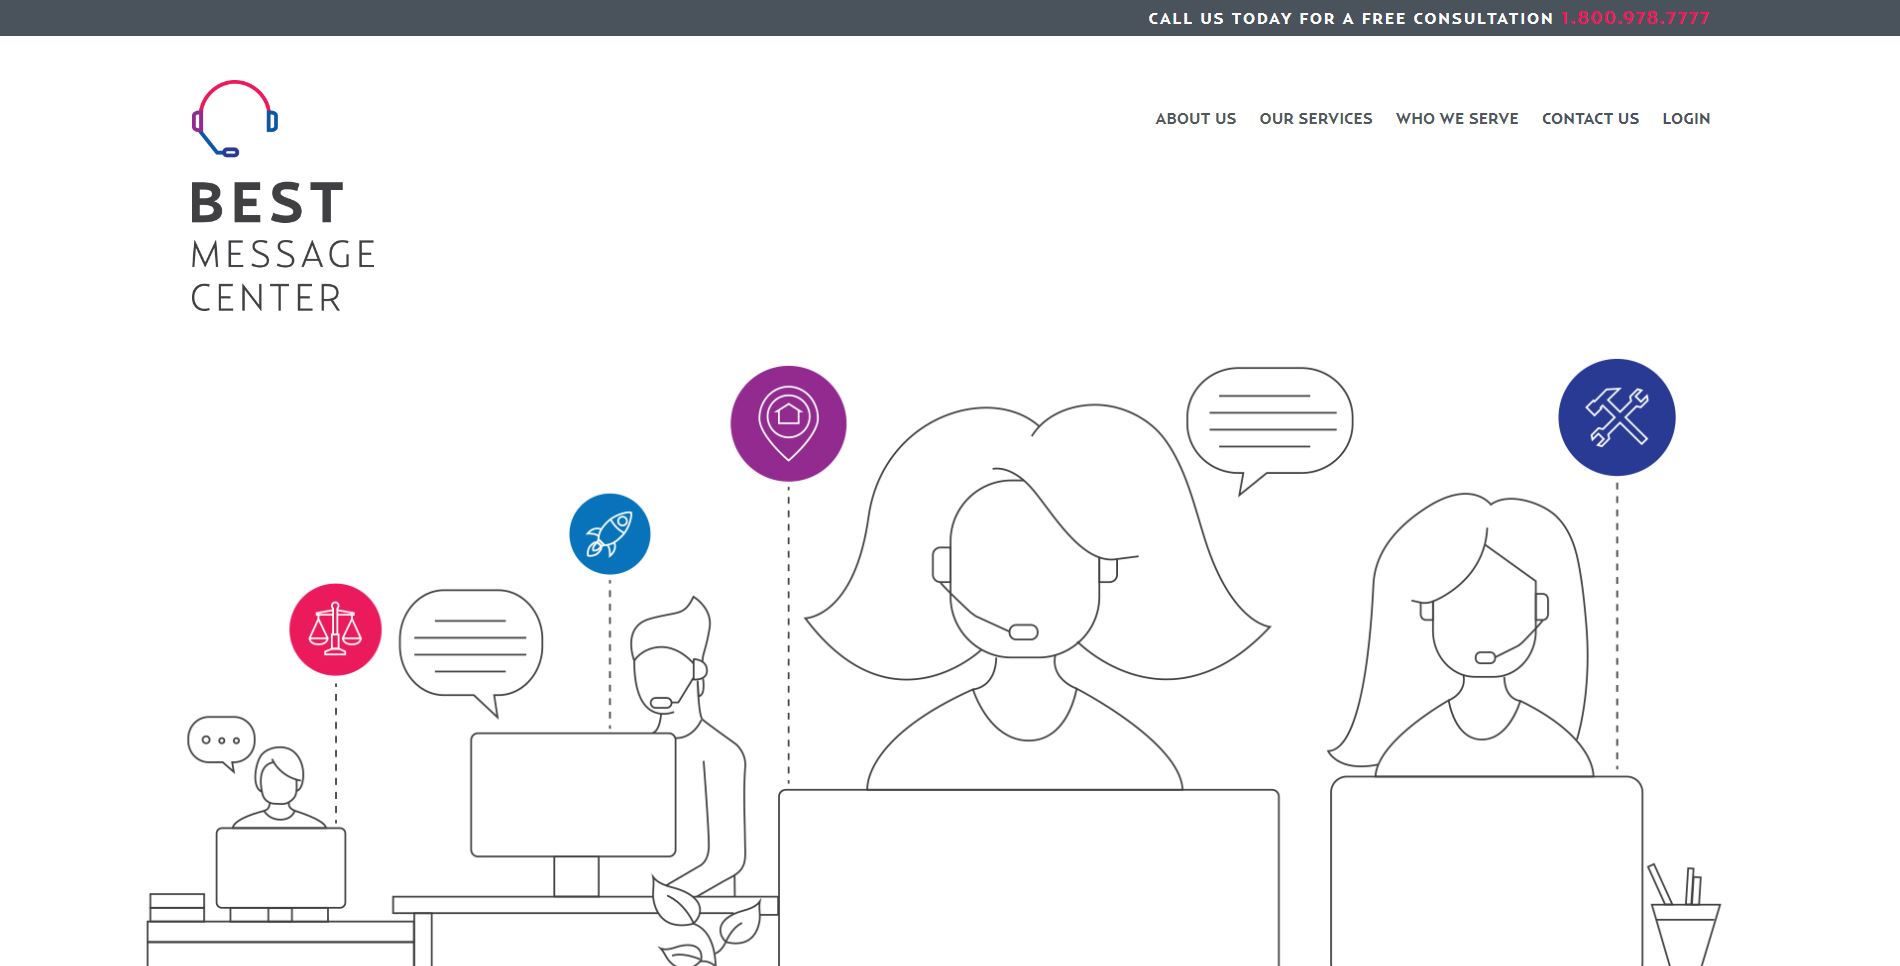 CALL US TODAY FOR A FREE CONSULTATION 1.800.978.7777
ABOUT US OUR SERVICES WHO WE SERVE CONTACT US LOGIN
BEST
MESSAGE
CENTER